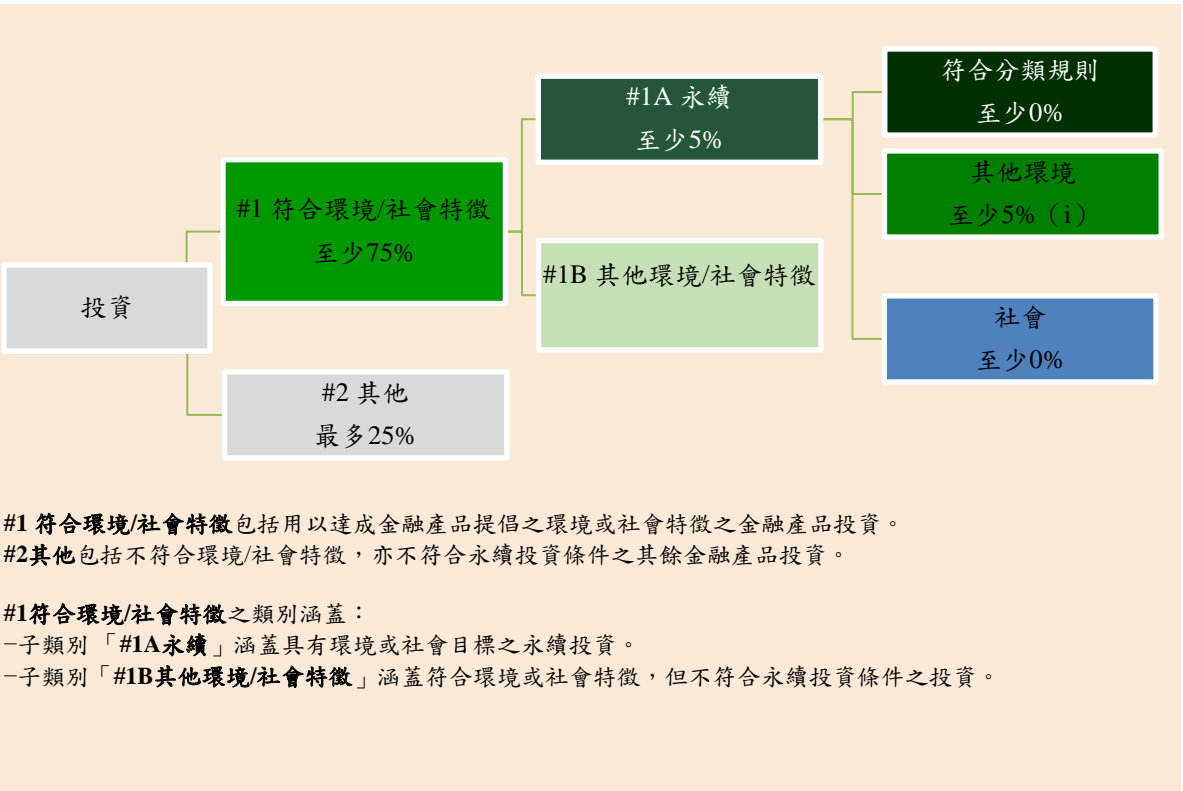 投資
#1 符合環境/社會特徵
至少75%
#2 其他
最多25%
#1A 永續
至少5%
#1B 其他環境/社會特徵
符合分類規則
至少0%
其他環境
至少5%（i）
社會
至少0%
#1 符合環境/社會特徵包括用以達成金融產品提倡之環境或社會特徵之金融產品投資。
#2其他包括不符合環境/社會特徵，亦不符合永續投資條件之其餘金融產品投資。
#1符合環境/社會特徵之類別涵蓋：
–子類別「#1A永續」涵蓋具有環境或社會目標之永續投資。
–子類別「#1B其他環境/社會特徵」涵蓋符合環境或社會特徵，但不符合永續投資條件之投資。